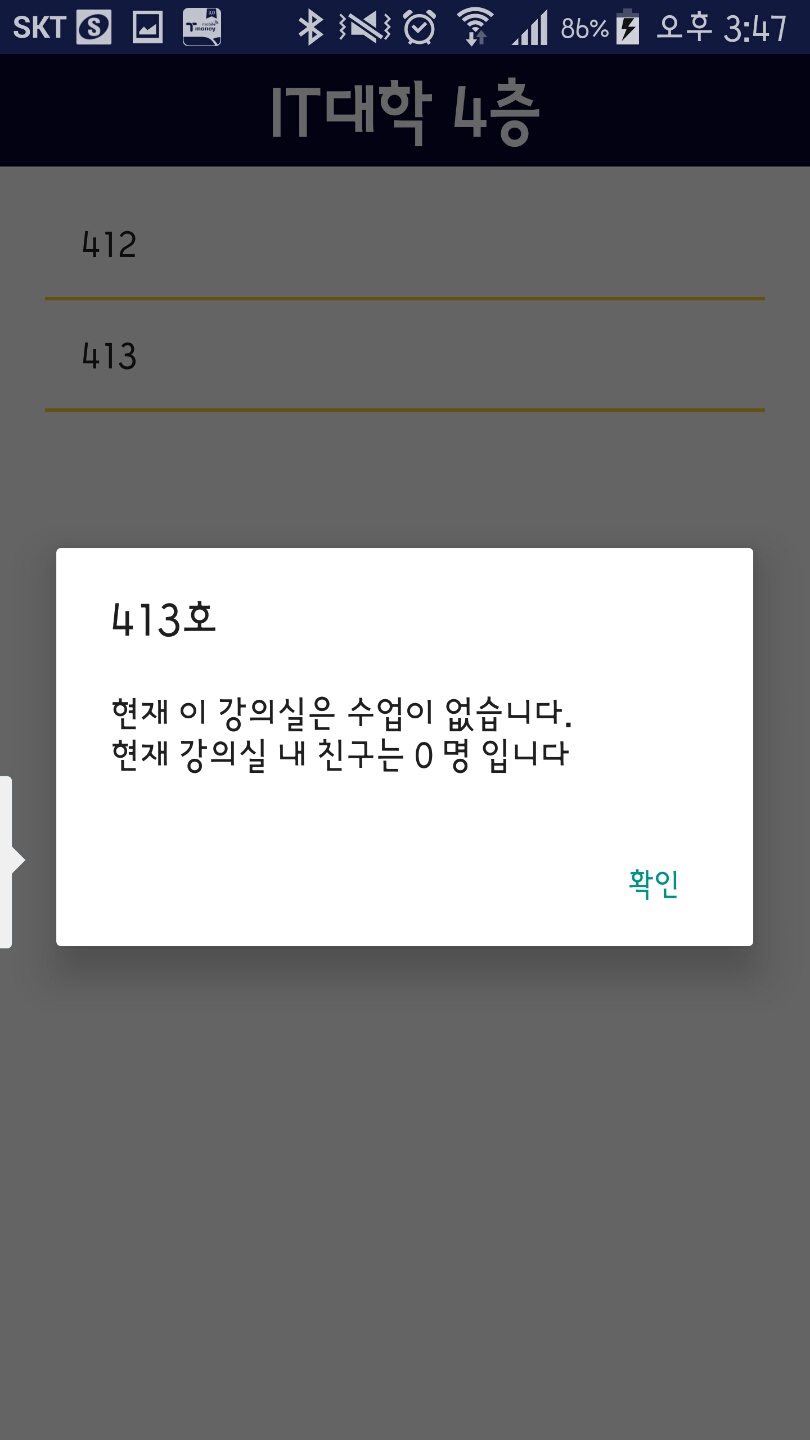 SKT 86% 오후 3:47
IT대학 4층
412
413
413호
현재 이 강의실은 수업이 없습니다.
현재 강의실 내 친구는 0 명 입니다
확인